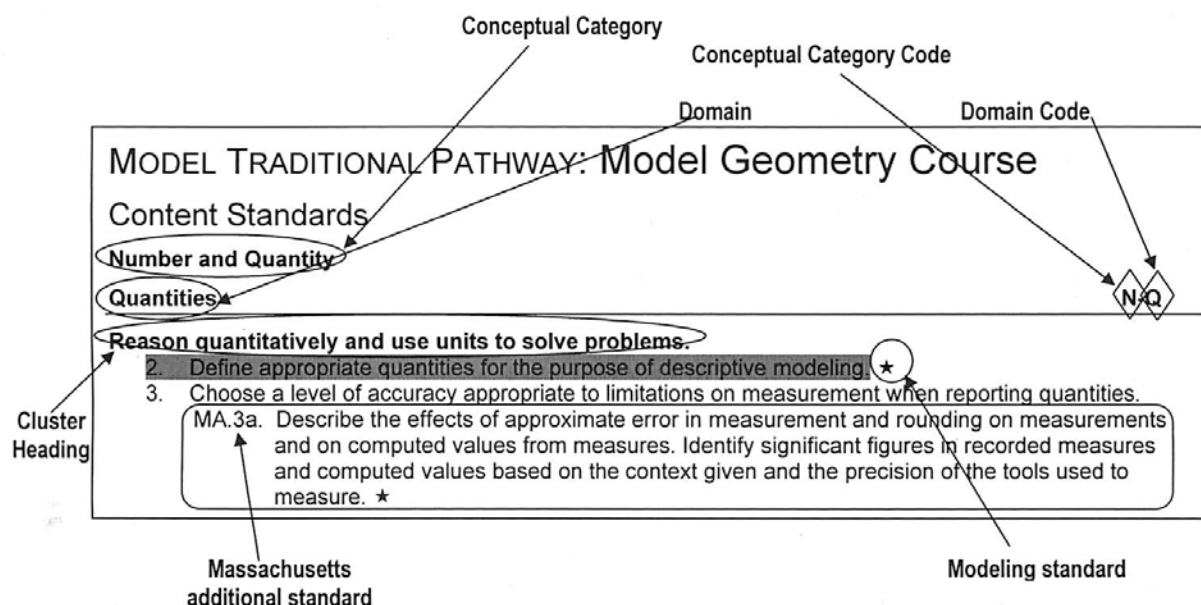 Conceptual Category
Conceptual Category Code
Domain
Domain Code
MODEL TRADITIONAL PATHWAY: Model Geometry Course
Content Standards
Number and Quantity
Quantities N-Q
Reason quantitatively and use units to solve problems.
2. Define appropriate quantities for the purpose of descriptive modeling. ★
3. Choose a level of accuracy appropriate to limitations on measurement when reporting quantities.
MA.3a. Describe the effects of approximate error in measurement and rounding on measurements
and on computed values from measures. Identify significant figures in recorded measures
and computed values based on the context given and the precision of the tools used to
measure. ★
Cluster
Heading
Massachusetts
additional standard
Modeling standard